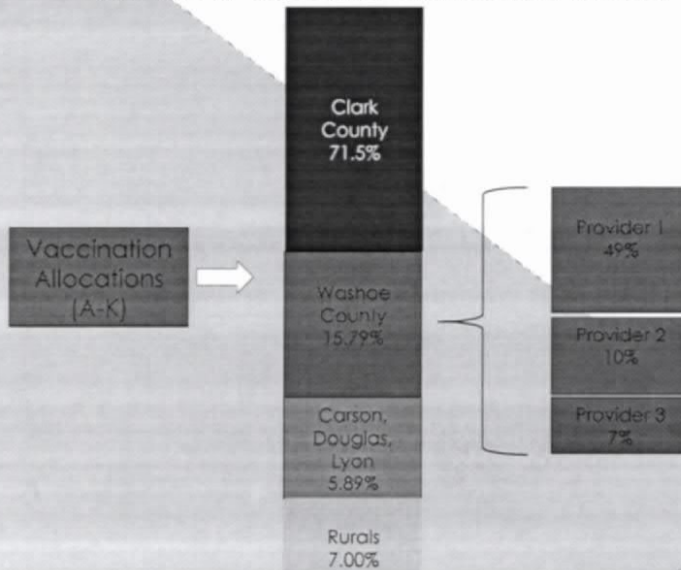 Vaccination
Allocations
(A-K)
Clark
County
71.5%
Washoe
County
15.79%
Carson,
Douglas,
Lyon
5.89%
Rurals
7.00%
Provider 1
49%
Provider 2
10%
Provider 3
7%